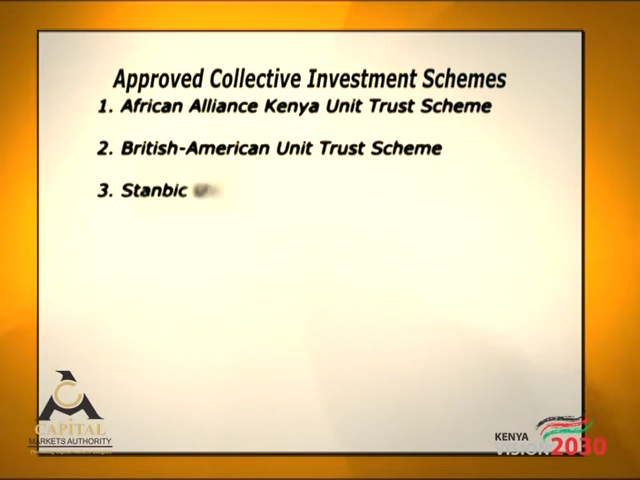 Approved Collective Investment Schemes
1. African Alliance Kenya Unit Trust Scheme
2. British-American Unit Trust Scheme
3. Stanbic
CAPITAL
MARKETS AUTHORITY
KENYA
VISION 2030